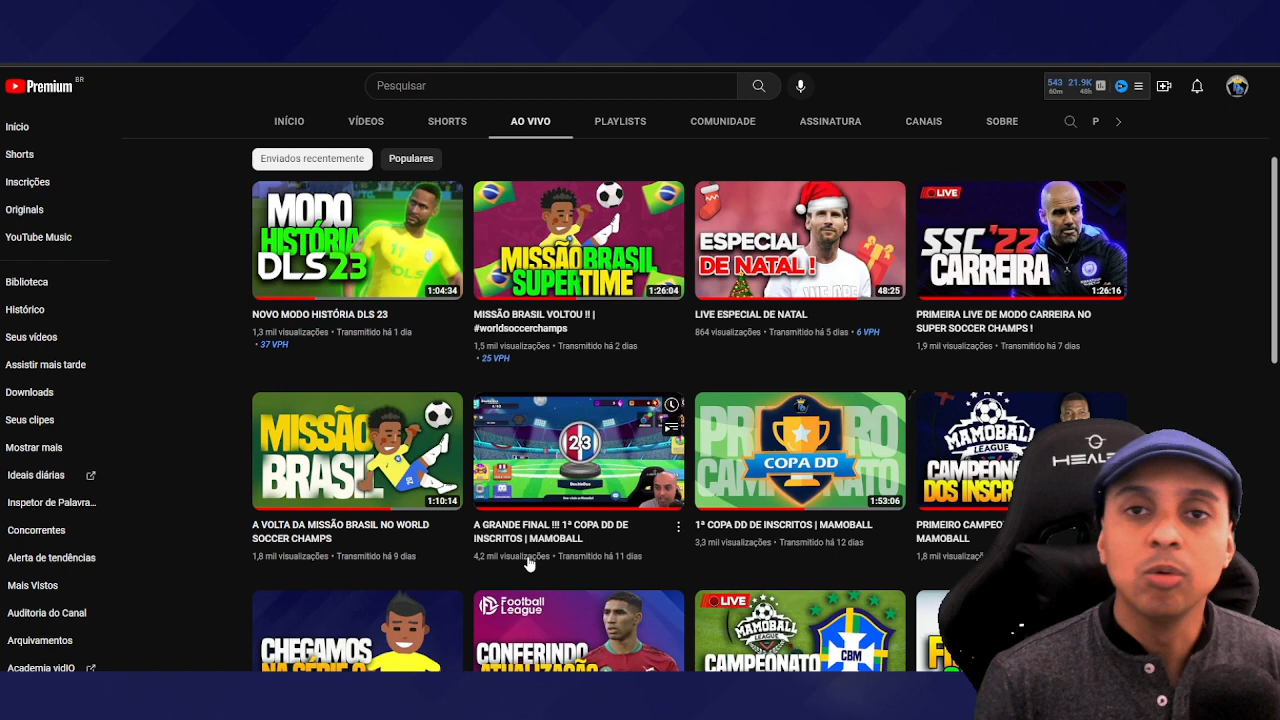 Premium BR
Pesquisar
543 21.9K
60m 48h
INÍCIO VÍDEOS SHORTS AO VIVO PLAYLISTS COMUNIDADE ASSINATURA CANAIS SOBRE P
Enviados recentemente Populares
Início
Shorts
Inscrições
Originals
YouTube Music
Biblioteca
Histórico
Seus vídeos
Assistir mais tarde
Downloads
Seus clipes
Mostrar mais
Ideais diárias
Inspetor de Palavra...
Concorrentes
Alerta de tendências
Mais Vistos
Auditoria do Canal
Arquivamentos
Academia vidIQ
MODO
HISTÓRIA
DLS 23
11
DLS
1:04:34
NOVO MODO HISTÓRIA DLS 23
1,3 mil visualizações • Transmitido há 1 dia
• 37 VPH
MISSÃO BRASIL
SUPERTIME
1:26:04
MISSÃO BRASIL VOLTOU !! |
#worldsoccerchamps
1,5 mil visualizações • Transmitido há 2 dias
• 25 VPH
ESPECIAL
DE NATAL !
48:25
LIVE ESPECIAL DE NATAL
864 visualizações • Transmitido há 5 dias • 6 VPH
LIVE
SSC '22
CARREIRA
1:26:16
PRIMEIRA LIVE DE MODO CARREIRA NO
SUPER SOCCER CHAMPS !
1,9 mil visualizações • Transmitido há 7 dias
MISSÃO
BRASIL
1:10:14
A VOLTA DA MISSÃO BRASIL NO WORLD
SOCCER CHAMPS
1,8 mil visualizações • Transmitido há 9 dias
23
A GRANDE FINAL !!! 1ª COPA DD DE
INSCRITOS | MAMOBALL
4,2 mil visualizações • Transmitido há 11 dias
COPA DD
1:53:06
1ª COPA DD DE INSCRITOS | MAMOBALL
3,3 mil visualizações • Transmitido há 12 dias
MAMOBALL
LEAGUE
CAMPEON
DOS INSCR
PRIMEIRO CAMPEO
MAMOBALL
1,8 mil visualizaçõ
HEALE
CHEGAMOS
NA SÉRIE
Football
League
CONFERINDO
ATUALIZAÇÃO
LIVE
MAMOBALL
LEAGUE
CAMPEONATO
CBM